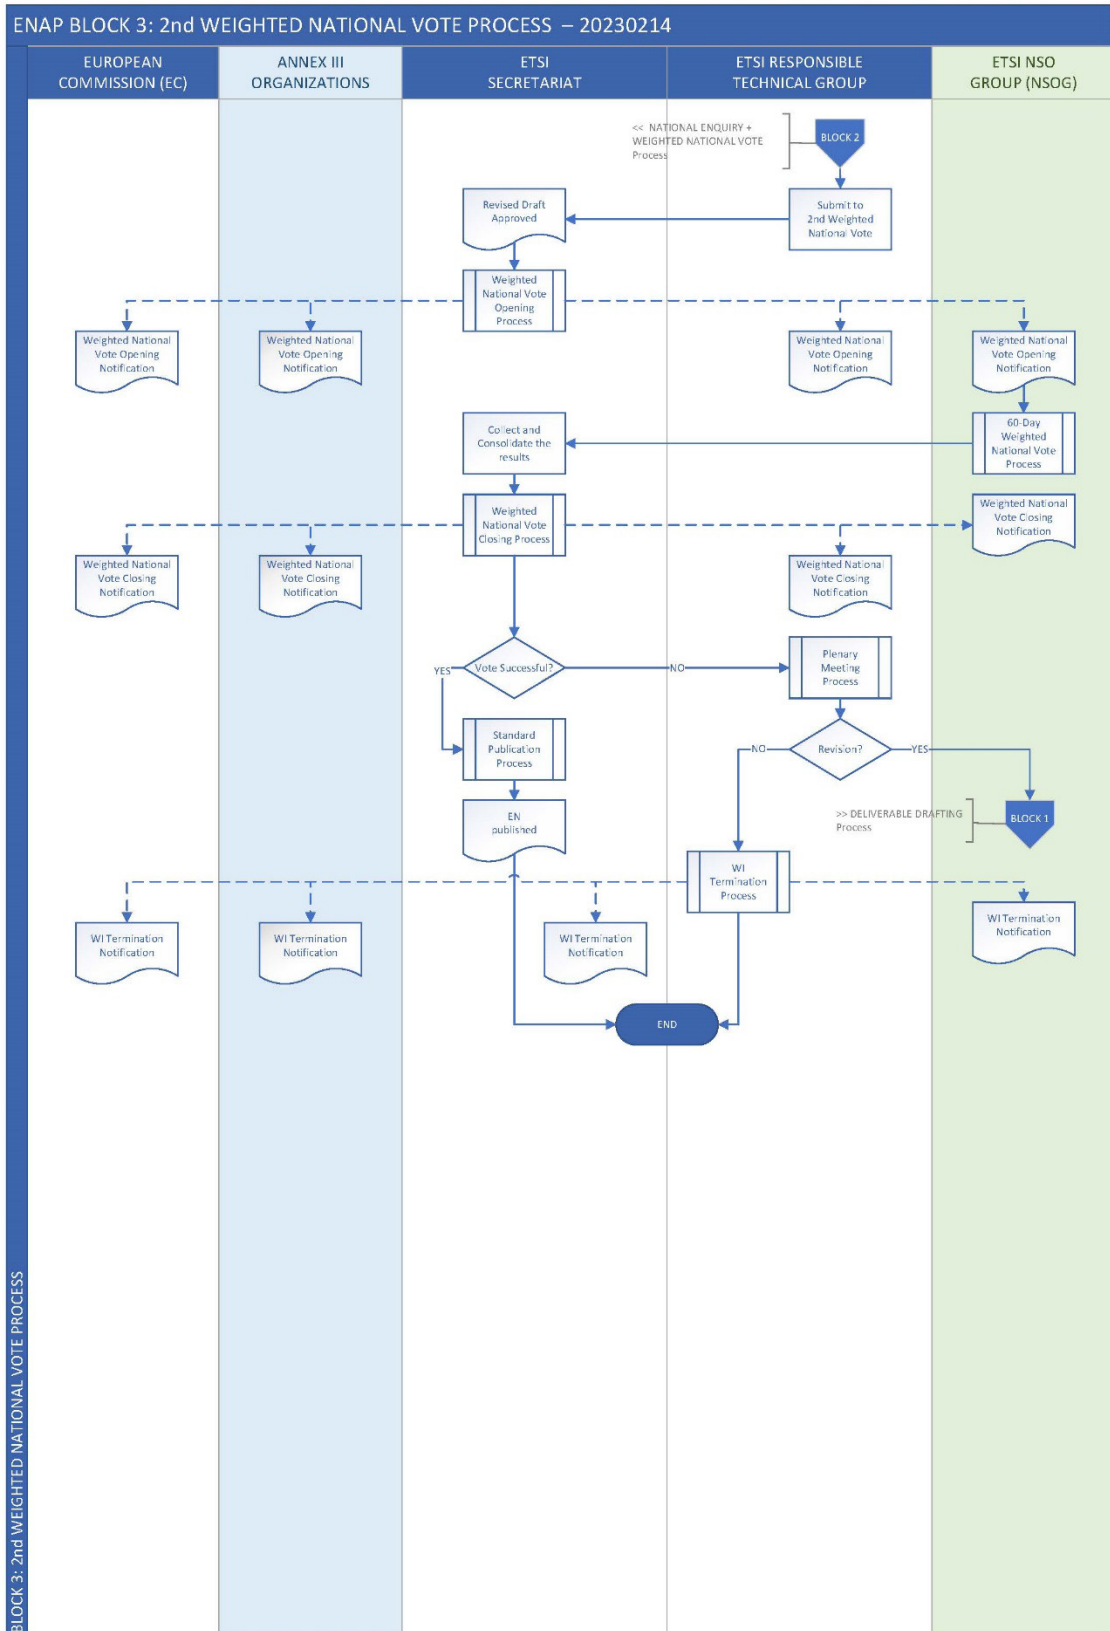 ENAP BLOCK 3: 2nd WEIGHTED NATIONAL VOTE PROCESS – 20230214
EUROPEAN
COMMISSION (EC)
ANNEX III
ORGANIZATIONS
ETSI
SECRETARIAT
ETSI RESPONSIBLE
TECHNICAL GROUP
ETSI NSO
GROUP (NSOG)
<< NATIONAL ENQUIRY +
WEIGHTED NATIONAL VOTE
Process
BLOCK 2
Revised Draft
Approved
Submit to
2nd Weighted
National Vote
Weighted
National Vote
Opening
Process
Weighted National
Vote Opening
Notification
Weighted National
Vote Opening
Notification
Weighted National
Vote Opening
Notification
Weighted National
Vote Opening
Notification
Collect and
Consolidate the
results
60-Day
Weighted
National Vote
Process
Weighted
National Vote
Closing Process
Weighted National
Vote Closing
Notification
Weighted National
Vote Closing
Notification
Weighted National
Vote Closing
Notification
Weighted National
Vote Closing
Notification
YES
Vote Successful?
NO
Plenary
Meeting
Process
Standard
Publication
Process
NO
Revision?
YES
EN
published
>> DELIVERABLE DRAFTING
Process
BLOCK 1
WI
Termination
Process
WI Termination
Notification
WI Termination
Notification
WI Termination
Notification
WI Termination
Notification
END
BLOCK 3: 2nd WEIGHTED NATIONAL VOTE PROCESS